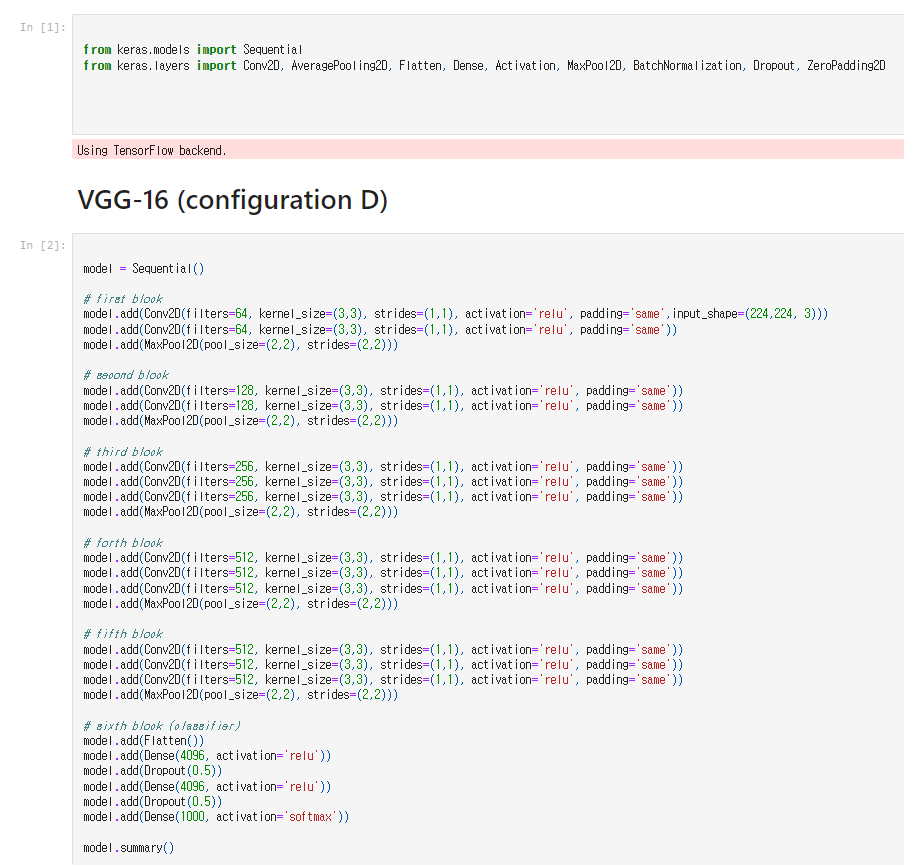 In [1]:
from keras.models import Sequential
from keras.layers import Conv2D, AveragePooling2D, Flatten, Dense, Activation, MaxPool2D, BatchNormalization, Dropout, ZeroPadding2D
Using TensorFlow backend.
VGG-16 (configuration D)
In [2]:
model = Sequential()
# first block
model.add(Conv2D(filters=64, kernel_size=(3,3), strides=(1,1), activation='relu', padding='same',input_shape=(224,224, 3)))
model.add(Conv2D(filters=64, kernel_size=(3,3), strides=(1,1), activation='relu', padding='same'))
model.add(MaxPool2D(pool_size=(2,2), strides=(2,2)))
# second block
model.add(Conv2D(filters=128, kernel_size=(3,3), strides=(1,1), activation='relu', padding='same'))
model.add(Conv2D(filters=128, kernel_size=(3,3), strides=(1,1), activation='relu', padding='same'))
model.add(MaxPool2D(pool_size=(2,2), strides=(2,2)))
# third block
model.add(Conv2D(filters=256, kernel_size=(3,3), strides=(1,1), activation='relu', padding='same'))
model.add(Conv2D(filters=256, kernel_size=(3,3), strides=(1,1), activation='relu', padding='same'))
model.add(Conv2D(filters=256, kernel_size=(3,3), strides=(1,1), activation='relu', padding='same'))
model.add(MaxPool2D(pool_size=(2,2), strides=(2,2)))
# forth block
model.add(Conv2D(filters=512, kernel_size=(3,3), strides=(1,1), activation='relu', padding='same'))
model.add(Conv2D(filters=512, kernel_size=(3,3), strides=(1,1), activation='relu', padding='same'))
model.add(Conv2D(filters=512, kernel_size=(3,3), strides=(1,1), activation='relu', padding='same'))
model.add(MaxPool2D(pool_size=(2,2), strides=(2,2)))
# fifth block
model.add(Conv2D(filters=512, kernel_size=(3,3), strides=(1,1), activation='relu', padding='same'))
model.add(Conv2D(filters=512, kernel_size=(3,3), strides=(1,1), activation='relu', padding='same'))
model.add(Conv2D(filters=512, kernel_size=(3,3), strides=(1,1), activation='relu', padding='same'))
model.add(MaxPool2D(pool_size=(2,2), strides=(2,2)))
# sixth block (classifier)
model.add(Flatten())
model.add(Dense(4096, activation='relu'))
model.add(Dropout(0.5))
model.add(Dense(4096, activation='relu'))
model.add(Dropout(0.5))
model.add(Dense(1000, activation='softmax'))
model.summary()